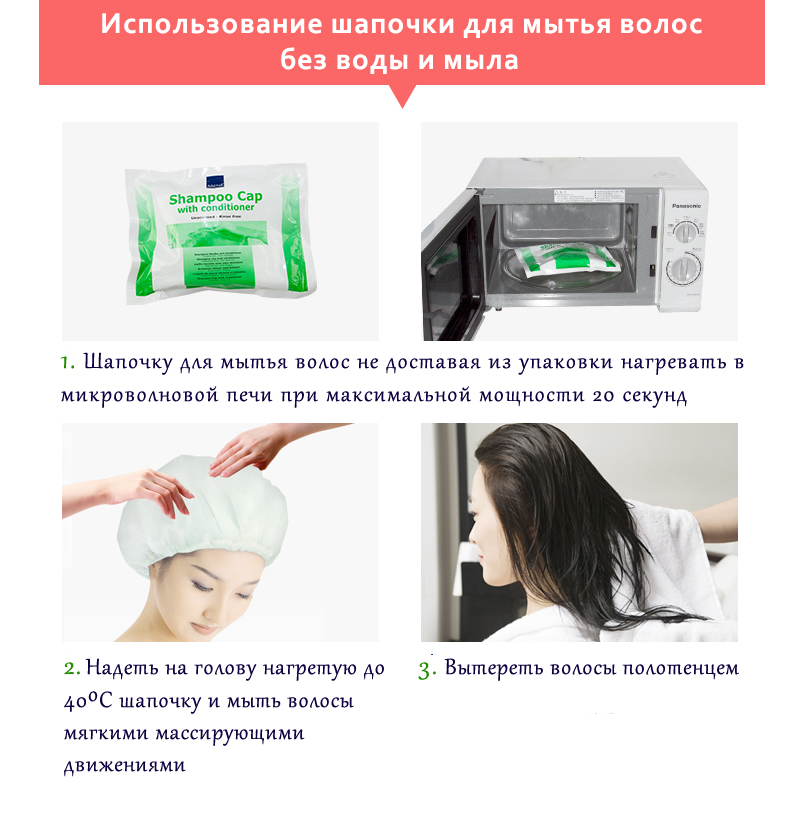 Использование шапочки для мытья волос
без воды и мыла
Shampoo Cap
with conditioner
Panasonic
1. Шапочку для мытья волос не доставая из упаковки нагревать в
микроволновой печи при максимальной мощности 20 секунд
2. Надеть на голову нагретую до
40ºС шапочку и мыть волосы
мягкими массирующими
движениями
3. Вытереть волосы полотенцем